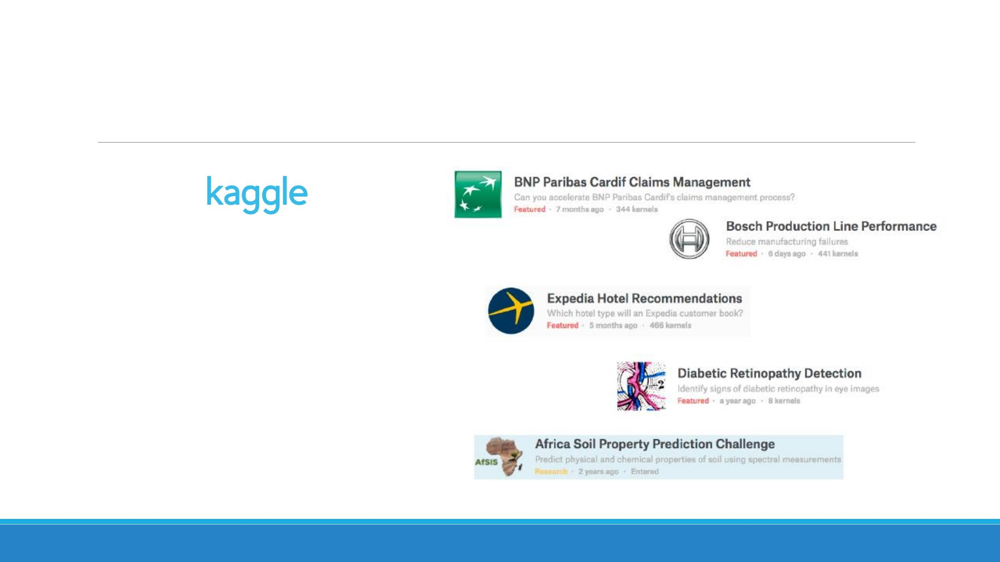 kaggle
BNP Paribas Cardif Claims Management
Can you accelerate BNP Paribas Cardif's claims management process?
Featured · 7 months ago · 344 kernels
Bosch Production Line Performance
Reduce manufacturing failures
Featured · 6 days ago · 441 kernels
Expedia Hotel Recommendations
Which hotel type will an Expedia customer book?
Featured · 5 months ago · 466 kernels
2
Diabetic Retinopathy Detection
Identify signs of diabetic retinopathy in eye images
Featured · a year ago · 8 kernels
AfSIS
Africa Soil Property Prediction Challenge
Predict physical and chemical properties of soil using spectral measurements
Research · 2 years ago · Entered